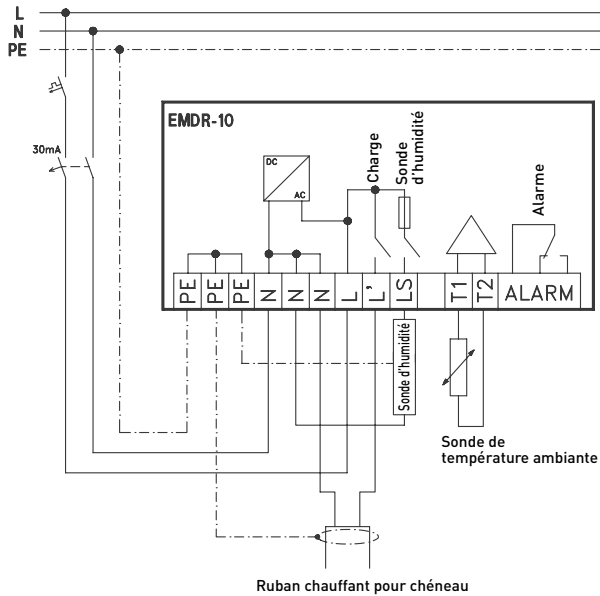 L
N
PE
EMDR-10
30mA
DC
AC
Charge
Sonde
d'humidité
Alarme
PE
PE
PE
N
N
N
L
L'
LS
T1
T2
ALARM
Sonde d'humidité
Sonde de
température ambiante
Ruban chauffant pour chéneau